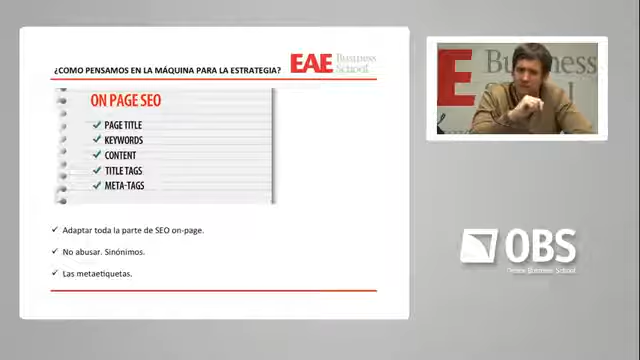 ¿COMO PENSAMOS EN LA MÁQUINA PARA LA ESTRATEGIA?
EAE Business School
ON PAGE SEO
✓ PAGE TITLE
✓ KEYWORDS
✓ CONTENT
✓ TITLE TAGS
✓ META-TAGS
✓ Adaptar toda la parte de SEO on-page.
✓ No abusar. Sinónimos.
✓ Las metaetiquetas.
E Business
School
OBS
Business School